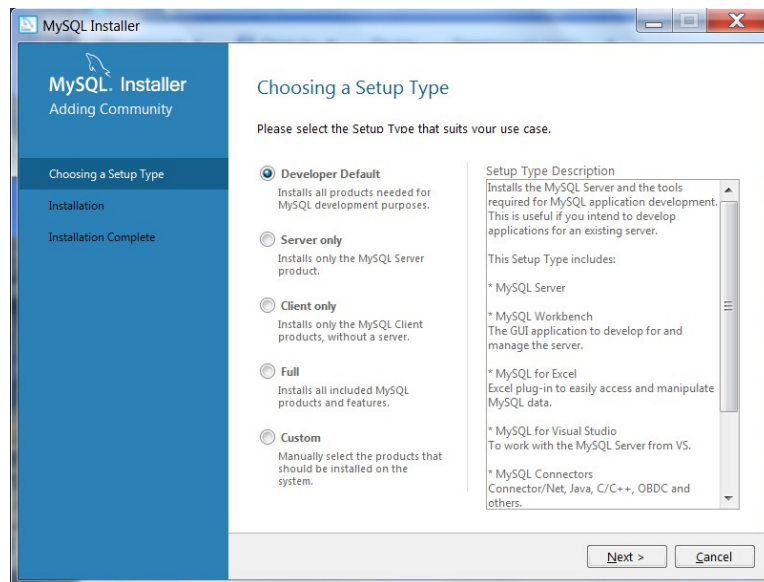 MySQL Installer
MySQL. Installer
Adding Community
Choosing a Setup Type
Installation
Installation Complete
Choosing a Setup Type
Please select the Setup Type that suits your use case.
Developer Default
Installs all products needed for
MySQL development purposes.
Server only
Installs only the MySQL Server
product.
Client only
Installs only the MySQL Client
products, without a server.
Full
Installs all included MySQL
products and features.
Custom
Manually select the products that
should be installed on the
system.
Setup Type Description
Installs the MySQL Server and the tools
required for MySQL application development.
This is useful if you intend to develop
applications for an existing server.
This Setup Type includes:
* MySQL Server
* MySQL Workbench
The GUI application to develop for and
manage the server.
* MySQL for Excel
Excel plug-in to easily access and manipulate
MySQL data.
* MySQL for Visual Studio
To work with the MySQL Server from VS.
* MySQL Connectors
Connector/Net, Java, C/C++, OBDC and
others.
Next >
Cancel